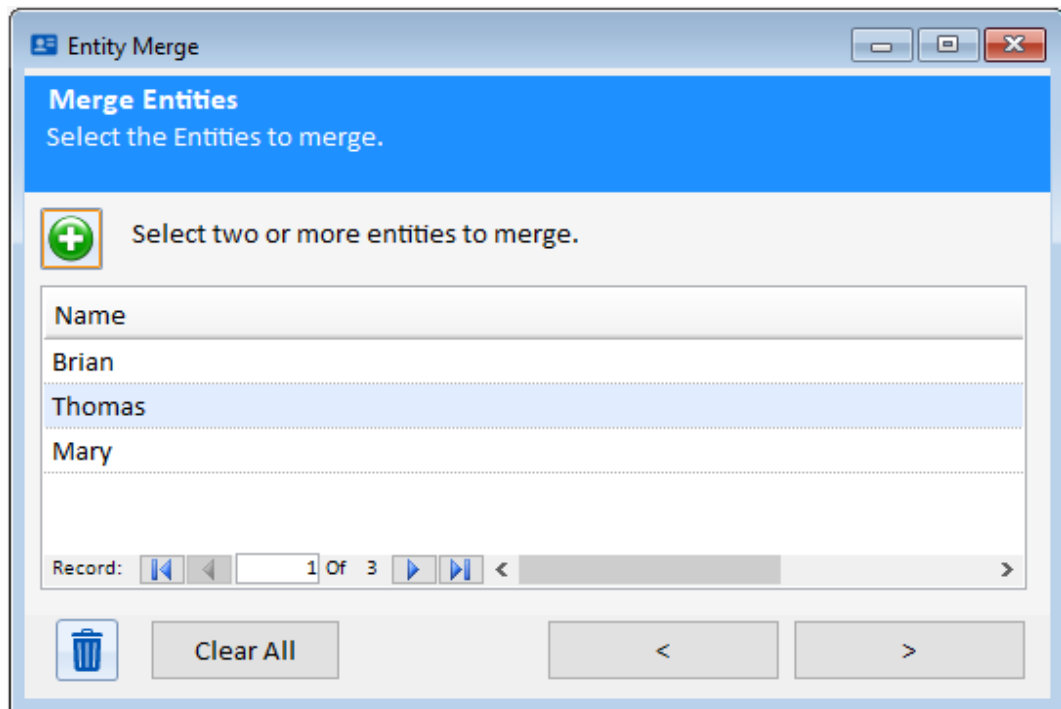 Entity Merge
Merge Entities
Select the Entities to merge.
Select two or more entities to merge.
Name
Brian
Thomas
Mary
Record: 1 Of 3 < >
Clear All < >